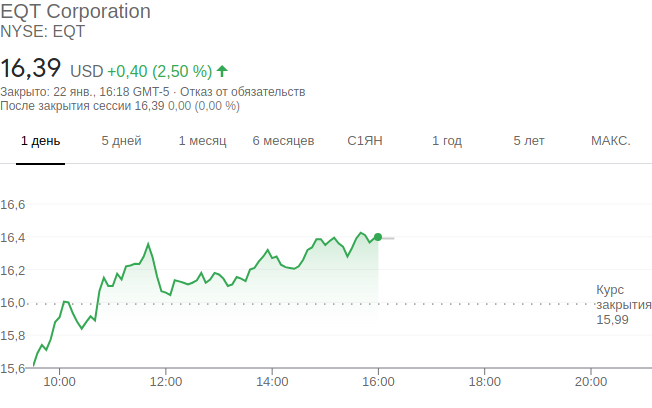 EQT Corporation
NYSE: EQT
16,39 USD +0,40 (2,50 %)
Закрыто: 22 янв., 16:18 GMT-5 · Отказ от обязательств
После закрытия сессии 16,39 0,00 (0,00 %)
1 день 5 дней 1 месяц 6 месяцев С1ЯН 1 год 5 лет МАКС.
16,6
16,4
16,2
16,0
15,8
15,6
Курс
закрытия
15,99
10:00 12:00 14:00 16:00 18:00 20:00